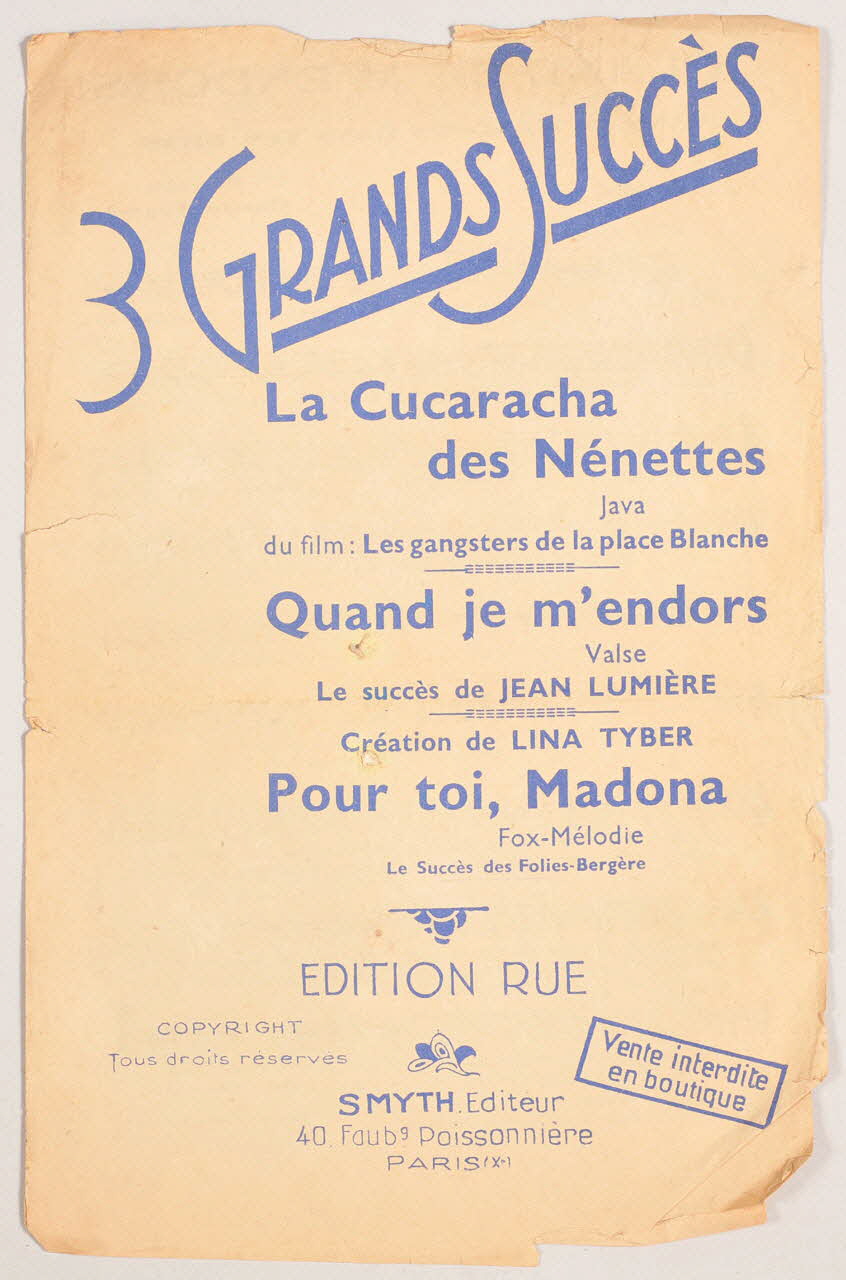 3 GRANDS SUCCÈS
La Cucaracha
des Nénettes
Java
du film : Les gangsters de la place Blanche
Quand je m'endors
Valse
Le succès de JEAN LUMIÈRE
Création de LINA TYBER
Pour toi, Madona
Fox-Mélodie
Le Succès des Folies-Bergère
EDITION RUE
COPYRIGHT
Tous droits réservés
Vente interdite
en boutique
SMYTH. Editeur
40, Faubg Poissonnière
PARIS (Xe)